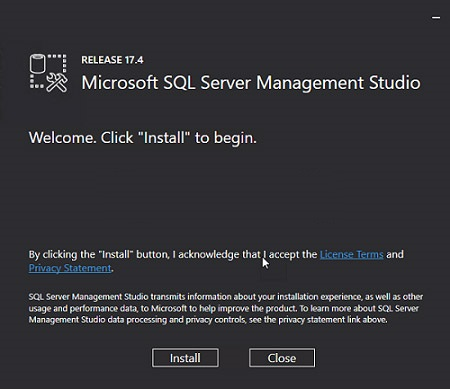 RELEASE 17.4
Microsoft SQL Server Management Studio
Welcome. Click "Install" to begin.
By clicking the "Install" button, I acknowledge that I accept the License Terms and
Privacy Statement.
SQL Server Management Studio transmits information about your installation experience, as well as other
usage and performance data, to Microsoft to help improve the product. To learn more about SQL Server
Management Studio data processing and privacy controls, see the privacy statement link above.
Install
Close